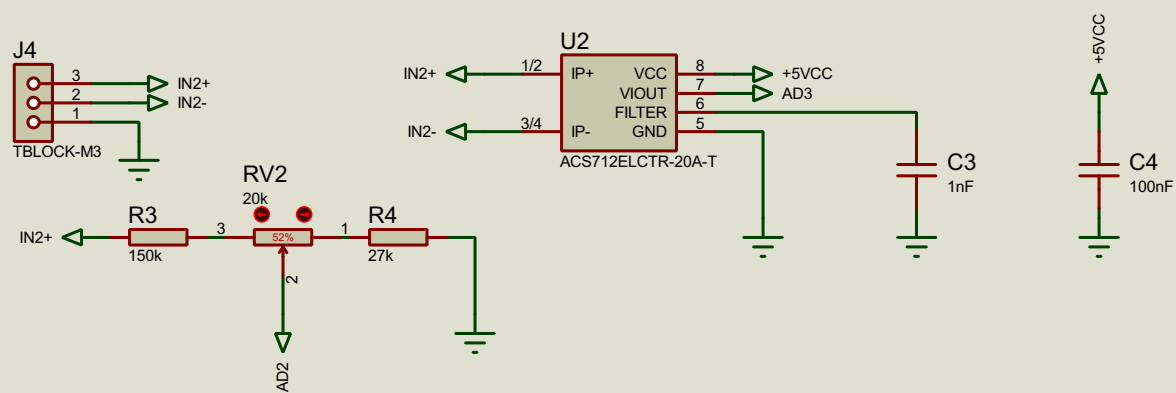 J4
3 IN2+
2 IN2-
1
TBLOCK-M3
U2
IN2+ 1/2 IP+ VCC 8 +5VCC
VIOUT 7 AD3
FILTER 6
IN2- 3/4 IP- GND 5
ACS712ELCTR-20A-T
C3
1nF
+5VCC
C4
100nF
RV2
20k
R3
IN2+ 3 52% 1
150k
R4
27k
2
AD2